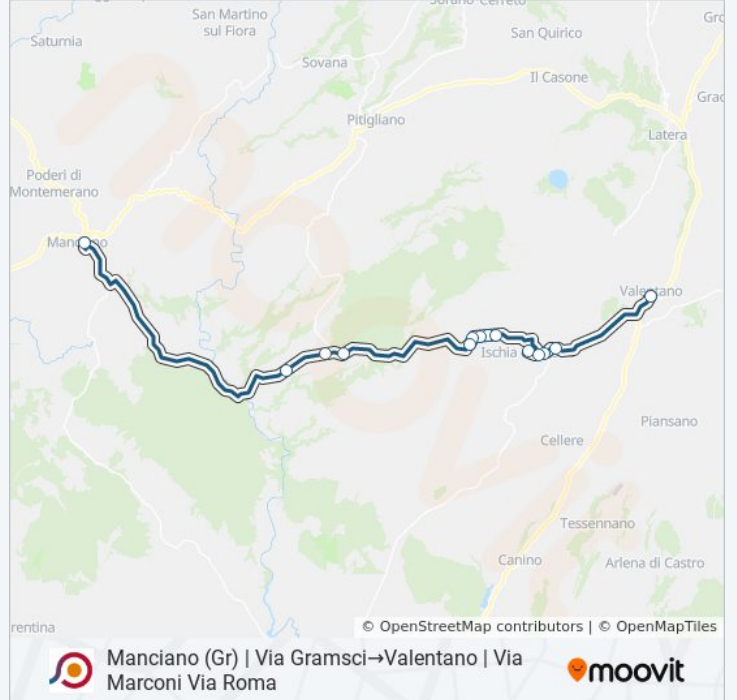 San Martino
sul Fiora
Sorano
Cerreto
Saturnia
San Quirico
Sovana
Il Casone
Pitigliano
Latera
Poderi di
Montemerano
Manciano
Valentano
Ischia
Piansano
Cellere
Tessennano
Canino
Arlena di Castro
© OpenStreetMap contributors | © OpenMapTiles
Manciano (Gr) | Via Gramsci→Valentano | Via
Marconi Via Roma
moovit